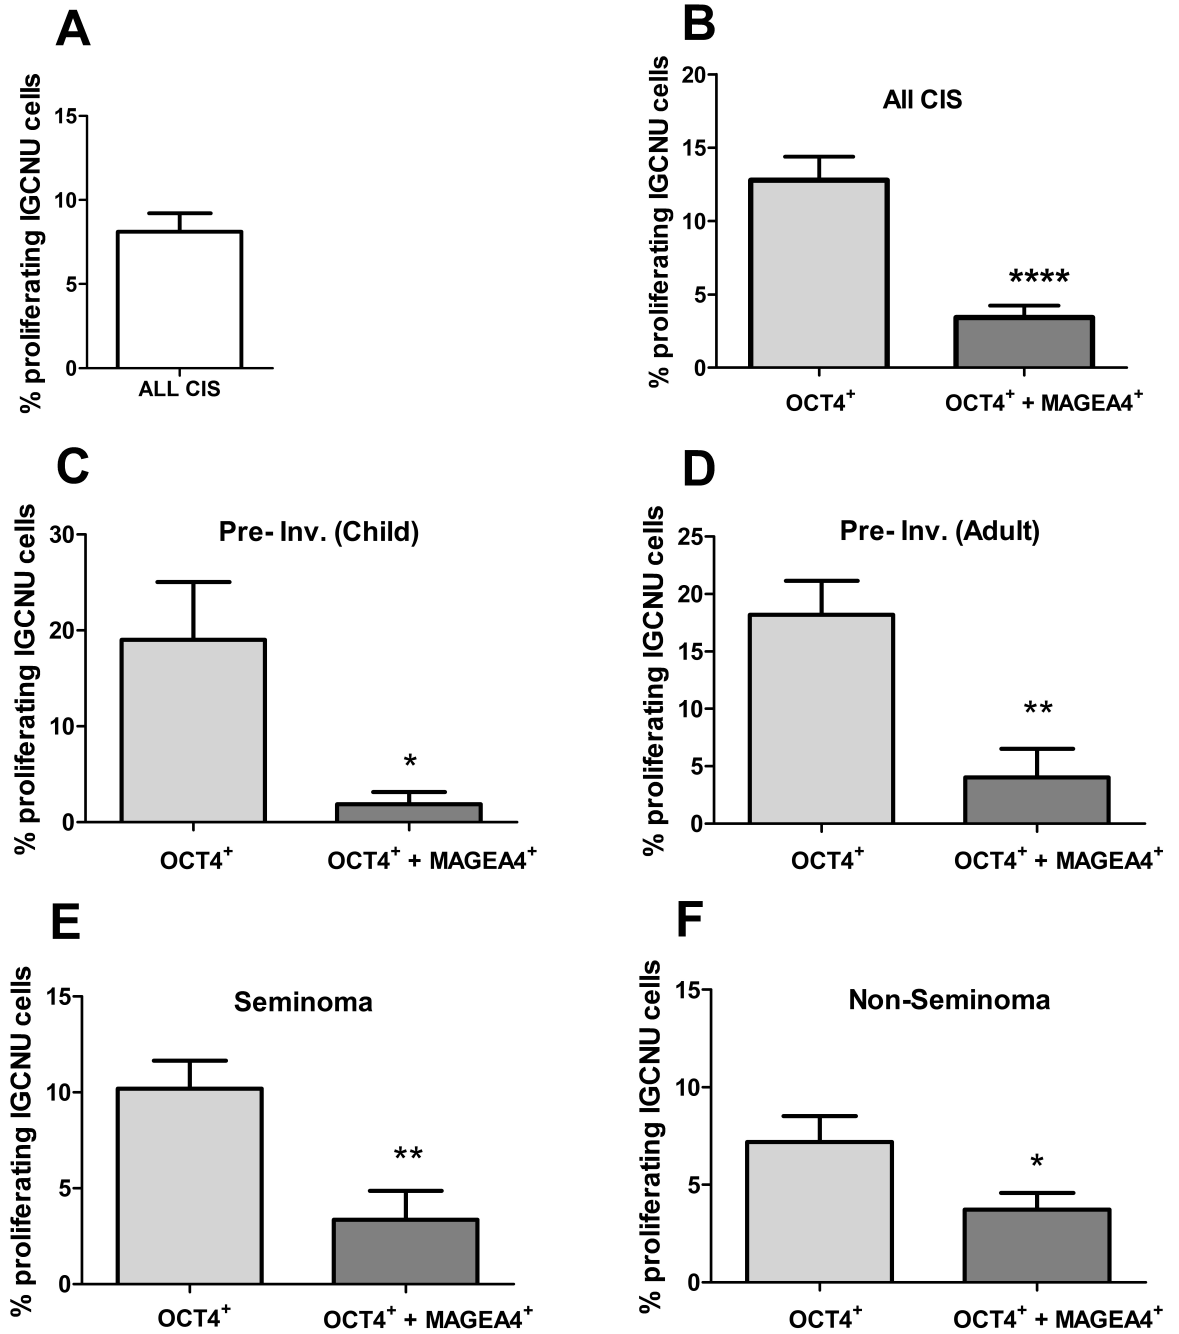 A
% proliferating IGCNU cells
15
10
5
0
ALL CIS
B
% proliferating IGCNU cells
All CIS
20
15
10
5
0
****
OCT4+
OCT4+ + MAGEA4+
C
% proliferating IGCNU cells
Pre- Inv. (Child)
30
20
10
0
*
OCT4+
OCT4+ + MAGEA4+
D
% proliferating IGCNU cells
Pre- Inv. (Adult)
25
20
15
10
5
0
**
OCT4+
OCT4+ + MAGEA4+
E
% proliferating IGCNU cells
Seminoma
15
10
5
0
**
OCT4+
OCT4+ + MAGEA4+
F
% proliferating IGCNU cells
Non-Seminoma
15
10
5
0
*
OCT4+
OCT4+ + MAGEA4+